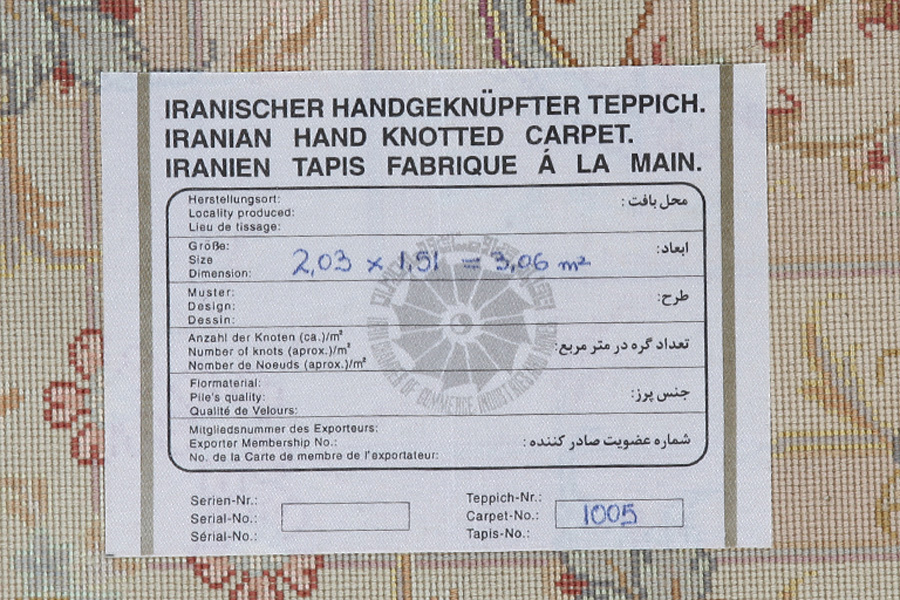 IRANISCHER HANDGEKNÜPFTER TEPPICH.
IRANIAN HAND KNOTTED CARPET.
IRANIEN TAPIS FABRIQUE Á LA MAIN.
Herstellungsort:
Locality produced:
Lieu de tissage:
محل بافت :
Größe:
Size
Dimension:
2,03 x 1,51 = 3,06 m²
ابعاد:
Muster:
Design:
Dessin:
طرح:
Anzahl der Knoten (ca.)/m²
Number of knots (aprox.)/m²
Nomber de Noeuds (aprox.)/m²
تعداد گره در متر مربع:
Flormaterial:
Pile's quality:
Qualité de Velours:
جنس پرز:
Mitgliedsnummer des Exporteurs:
Exporter Membership No.:
No. de la Carte de membre de l'exportateur:
شماره عضویت صادر کننده :
Serien-Nr.:
Serial-No.:
Sérial-No.:
Teppich-Nr.:
Carpet-No.:
Tapis-No.:
1005